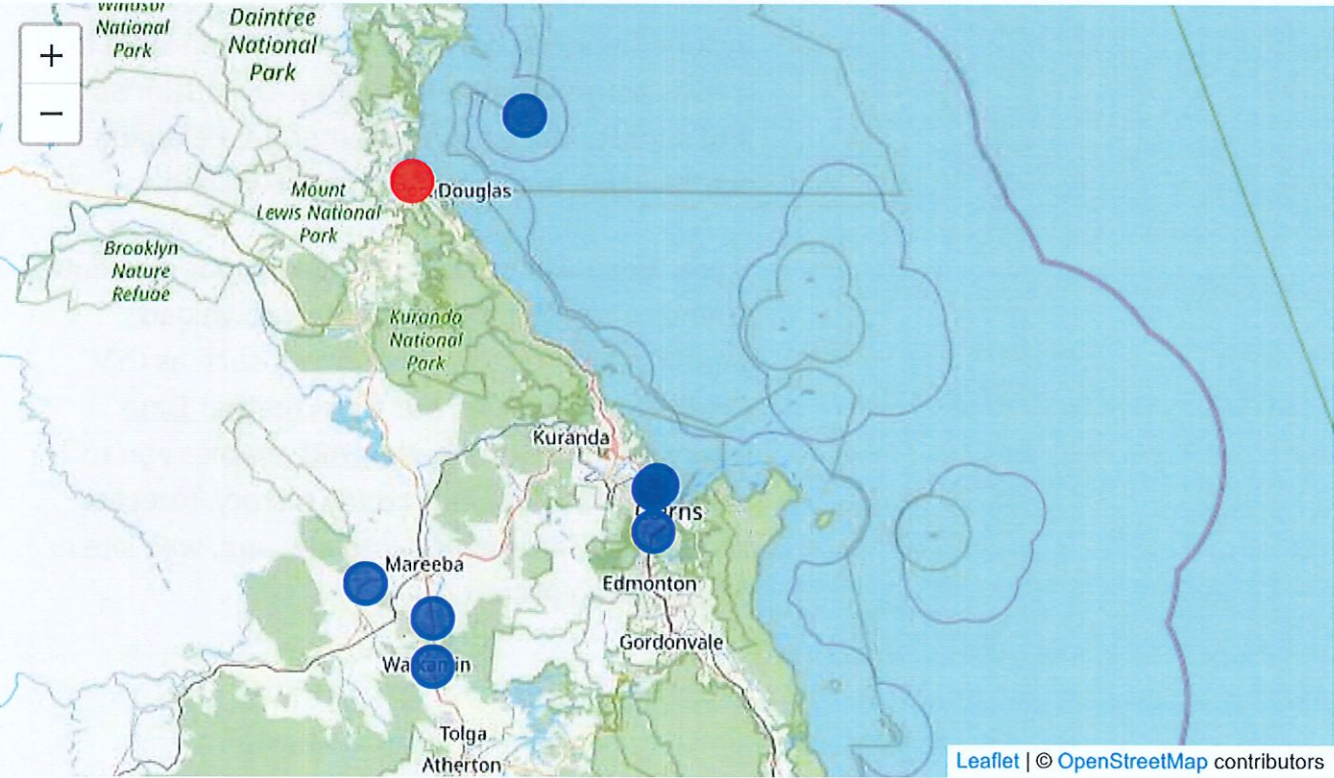 Windsor
National
Park
Daintree
National
Park
+
−
Mount
Lewis National
Park
Douglas
Brooklyn
Nature
Refuge
Kuranda
National
Park
Kuranda
Mareeba
Edmonton
Gordonvale
Tolga
Atherton
Leaflet | © OpenStreetMap contributors